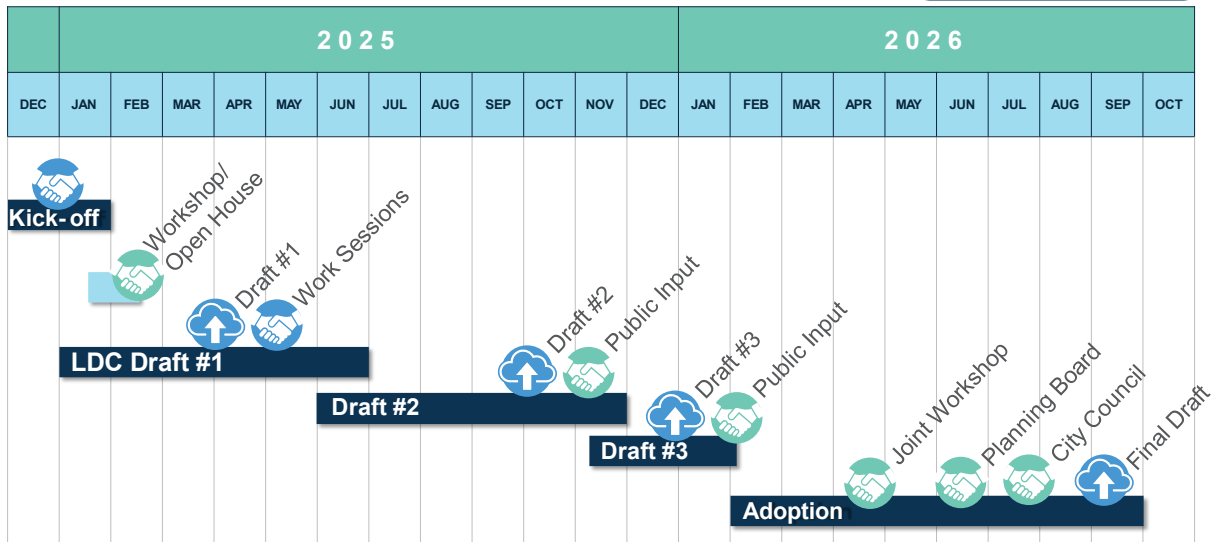 2025
2026
DEC JAN FEB MAR APR MAY JUN JUL AUG SEP OCT NOV DEC JAN FEB MAR APR MAY JUN JUL AUG SEP OCT
Kick-off
Workshop/
Open House
Draft #1
Work Sessions
LDC Draft #1
Draft #2
Public Input
Draft #2
Draft #3
Public Input
Draft #3
Joint Workshop
Planning Board
City Council
Final Draft
Adoption